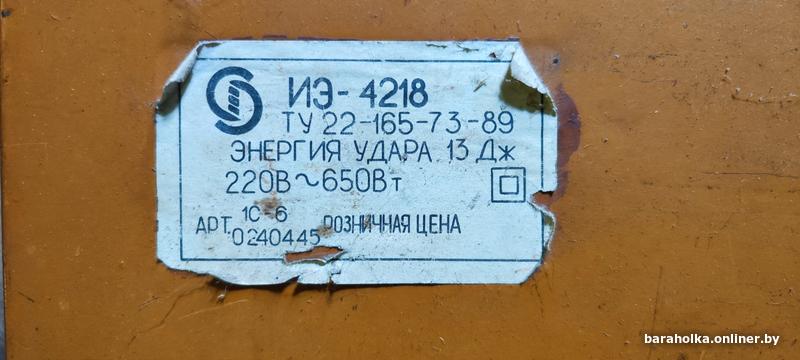 ИЭ-4218
ТУ 22-165-73-89
ЭНЕРГИЯ УДАРА 13 Дж
220В ~ 650Вт
АРТ. 1С-6 РОЗНИЧНАЯ ЦЕНА
0240445
baraholka.onliner.by